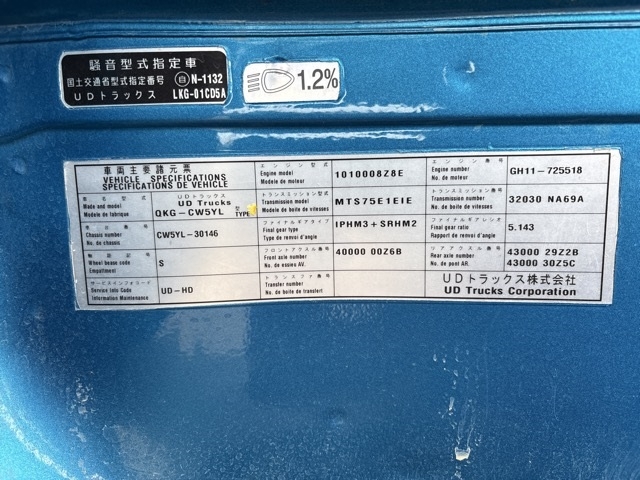 騒音型式指定車
国土交通省型式指定番号 自 N-1132
UDトラックス LKG-01CD5A
1.2%
車両主要諸元票
VEHICLE SPECIFICATIONS
SPECIFICATIONS DE VEHICLE
エンジン型式
Engine model
Modele de moteur
1010008Z8E
エンジン番号
Engine number
No. de moteur
GH11-725518
車名・型式
Make and model
Modele de fabrique
UDトラックス
UD Trucks
QKG-CW5YL 型 TYPE
トランスミッション型式
Transmission model
Modele de boite de vitesses
MTS75E1EIE
トランスミッション番号
Transmission number
No. de boite de vitesses
32030 NA69A
車台番号
Chassis number
No. de chassis
CW5YL-30146
ファイナルギアタイプ
Final gear type
Type de renvoi d'angle
IPHM3+SRHM2
ファイナルギアレシオ
Final gear ratio
Rapport de renvoi d'angle
5.143
Wheel base code
Empattment
S
フロントアクスル番号
Front axle number
No. de essieu AV.
40000 00Z6B
リアアクスル番号
Rear axle number
No. de pont AR.
43000 29Z2B
43000 30Z5C
サービスインフォコード
Service Info Code
Information Maintenance
UD-HD
トランスファ番号
Transfer number
No. de boite de transfert
UDトラックス株式会社
UD Trucks Corporation